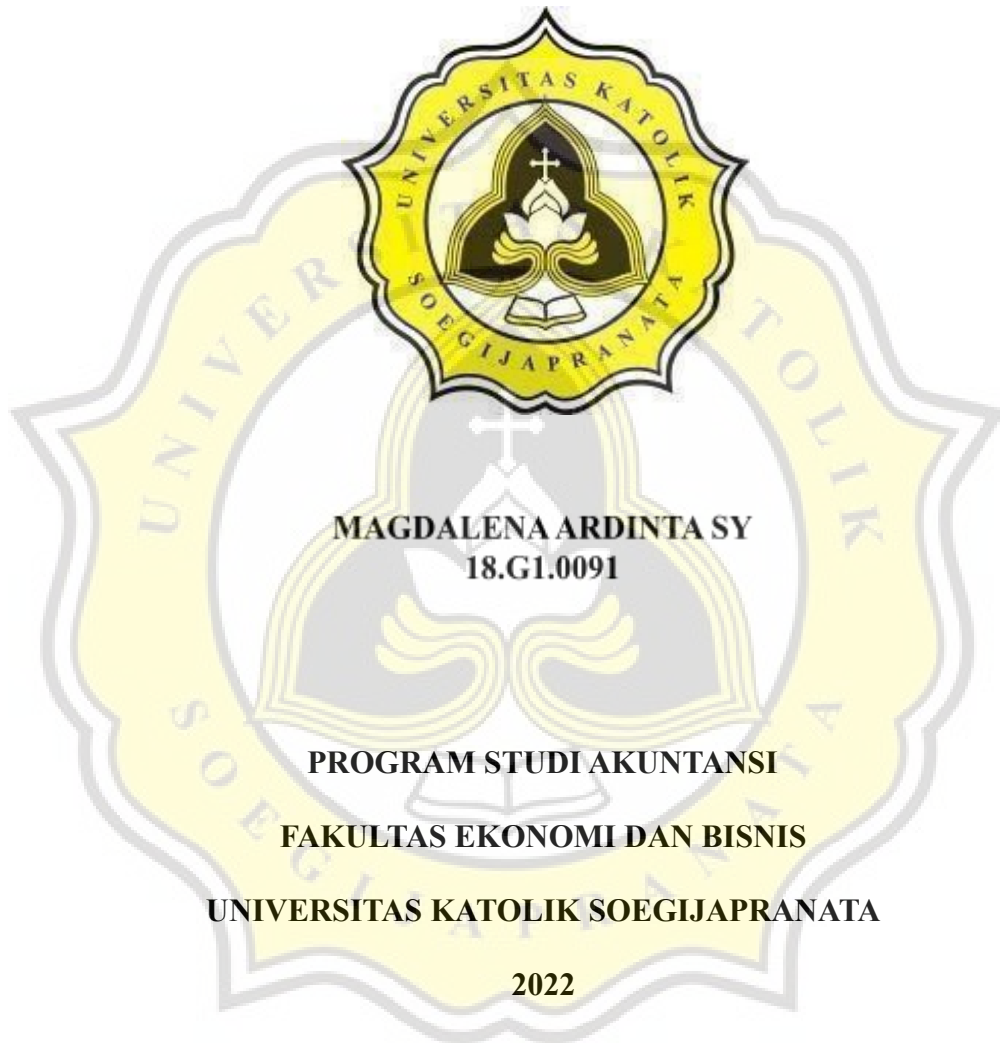 UNIVERSITAS KATOLIK
SOEGIJAPRANATA
MAGDALENA ARDINTA SY
18.G1.0091
PROGRAM STUDI AKUNTANSI
FAKULTAS EKONOMI DAN BISNIS
UNIVERSITAS KATOLIK SOEGIJAPRANATA
2022